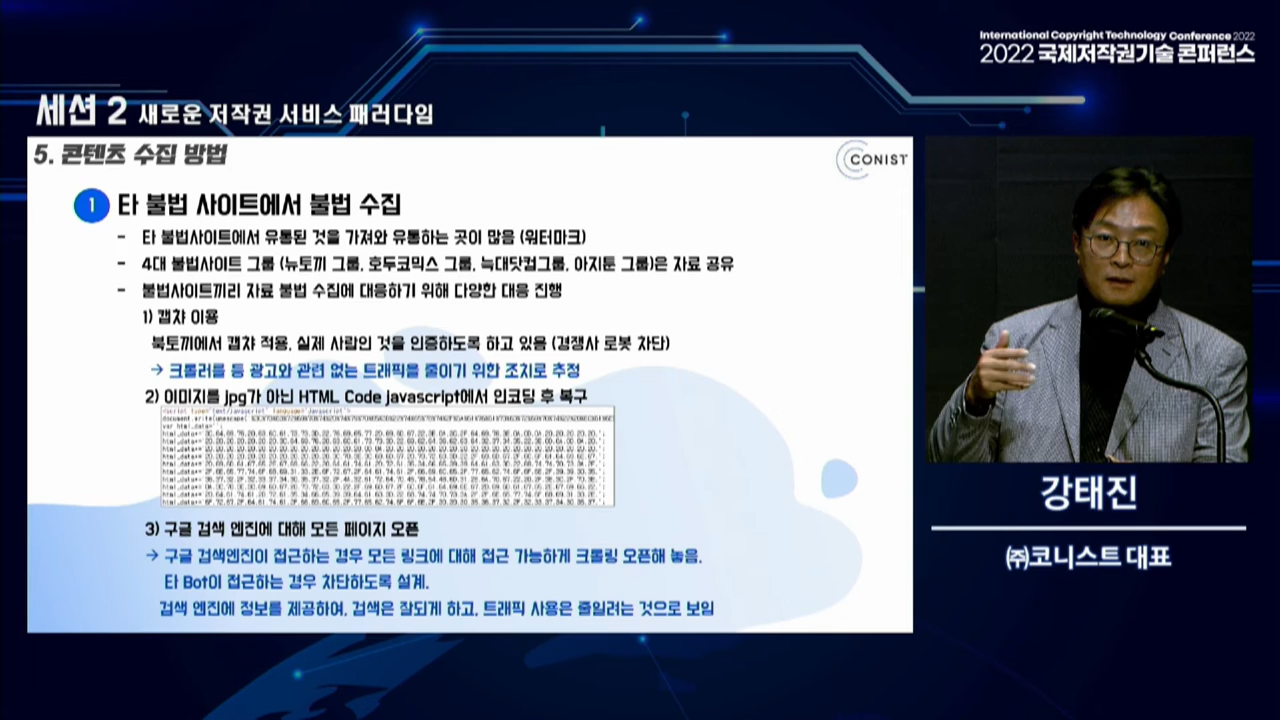 International Copyright Technology Conference 2022
2022 국제저작권기술 콘퍼런스
세션 2 새로운 저작권 서비스 패러다임
5. 콘텐츠 수집 방법
CONIST
1 타 불법 사이트에서 불법 수집
- 타 불법사이트에서 유통된 것을 가져와 유통하는 곳이 많음 (워터마크)
- 4대 불법사이트 그룹 (뉴토끼 그룹, 호두코믹스 그룹, 늑대닷컴그룹, 아지툰 그룹)은 자료 공유
- 불법사이트끼리 자료 불법 수집에 대응하기 위해 다양한 대응 진행
1) 캡챠 이용
북토끼에서 캡챠 적용, 실제 사람인 것을 인증하도록 하고 있음 (경쟁사 로봇 차단)
→ 크롤러를 등 광고와 관련 없는 트래픽을 줄이기 위한 조치로 추정
2) 이미지를 jpg가 아닌 HTML Code javascript에서 인코딩 후 복구
3) 구글 검색 엔진에 대해 모든 페이지 오픈
→ 구글 검색엔진이 접근하는 경우 모든 링크에 대해 접근 가능하게 크롤링 오픈해 놓음.
타 Bot이 접근하는 경우 차단하도록 설계.
검색 엔진에 정보를 제공하여, 검색은 잘되게 하고, 트래픽 사용은 줄일려는 것으로 보임
강태진
㈜코니스트 대표